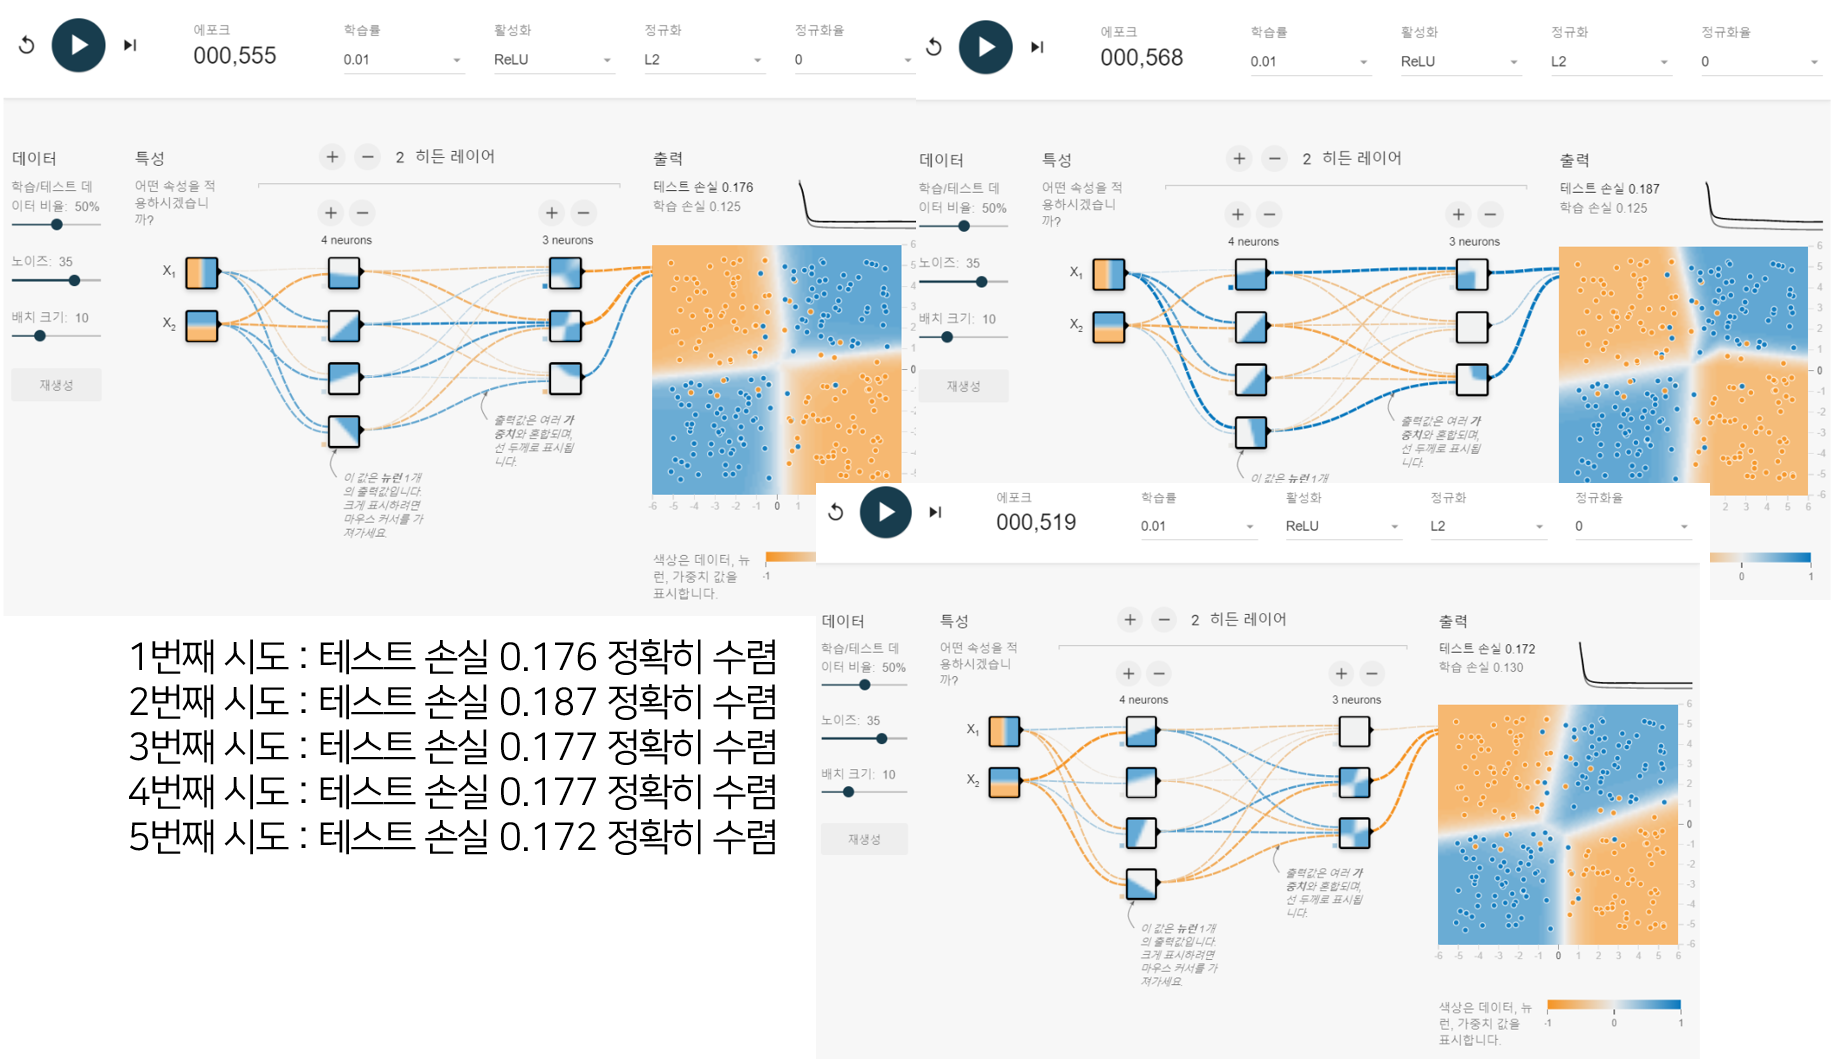 에포크
000,555
학습률
0.01
활성화
ReLU
정규화
L2
정규화율
0
데이터
학습/테스트 데
이터 비율: 50%
노이즈: 35
배치 크기: 10
재생성
특성
어떤 속성을 적
용하시겠습니
까?
X1
X2
2 히든 레이어
4 neurons
3 neurons
출력값은 여러 가
중치와 혼합되며,
선 두께로 표시됩
니다.
이 값은 뉴런 1개
의 출력값입니다.
크게 표시하려면
마우스 커서를 가
져가세요.
출력
테스트 손실 0.176
학습 손실 0.125
6
5
4
3
2
1
0
-1
-2
-3
-4
-5
-6 -5 -4 -3 -2 -1 0 1
색상은 데이터, 뉴
런, 가중치 값을
표시합니다.
-1
에포크
000,568
학습률
0.01
활성화
ReLU
정규화
L2
정규화율
0
데이터
학습/테스트 데
이터 비율: 50%
노이즈: 35
배치 크기: 10
재생성
특성
어떤 속성을 적
용하시겠습니
까?
X1
X2
2 히든 레이어
4 neurons
3 neurons
출력값은 여러 가
중치와 혼합되며,
선 두께로 표시됩
니다.
이 값은 뉴런 1개
출력
테스트 손실 0.187
학습 손실 0.125
6
5
4
3
2
1
0
-1
-2
-3
-4
-5
-6
2 3 4 5 6
0 1
에포크
000,519
학습률
0.01
활성화
ReLU
정규화
L2
정규화율
0
데이터
학습/테스트 데
이터 비율: 50%
노이즈: 35
배치 크기: 10
재생성
특성
어떤 속성을 적
용하시겠습니
까?
X1
X2
2 히든 레이어
4 neurons
3 neurons
출력값은 여러 가
중치와 혼합되며,
선 두께로 표시됩
니다.
이 값은 뉴런 1개
의 출력값입니다.
크게 표시하려면
마우스 커서를 가
져가세요.
출력
테스트 손실 0.172
학습 손실 0.130
6
5
4
3
2
1
0
-1
-2
-3
-4
-5
-6
-6 -5 -4 -3 -2 -1 0 1 2 3 4 5 6
색상은 데이터, 뉴
런, 가중치 값을
표시합니다.
-1 0 1
1번째 시도 : 테스트 손실 0.176 정확히 수렴
2번째 시도 : 테스트 손실 0.187 정확히 수렴
3번째 시도 : 테스트 손실 0.177 정확히 수렴
4번째 시도 : 테스트 손실 0.177 정확히 수렴
5번째 시도 : 테스트 손실 0.172 정확히 수렴